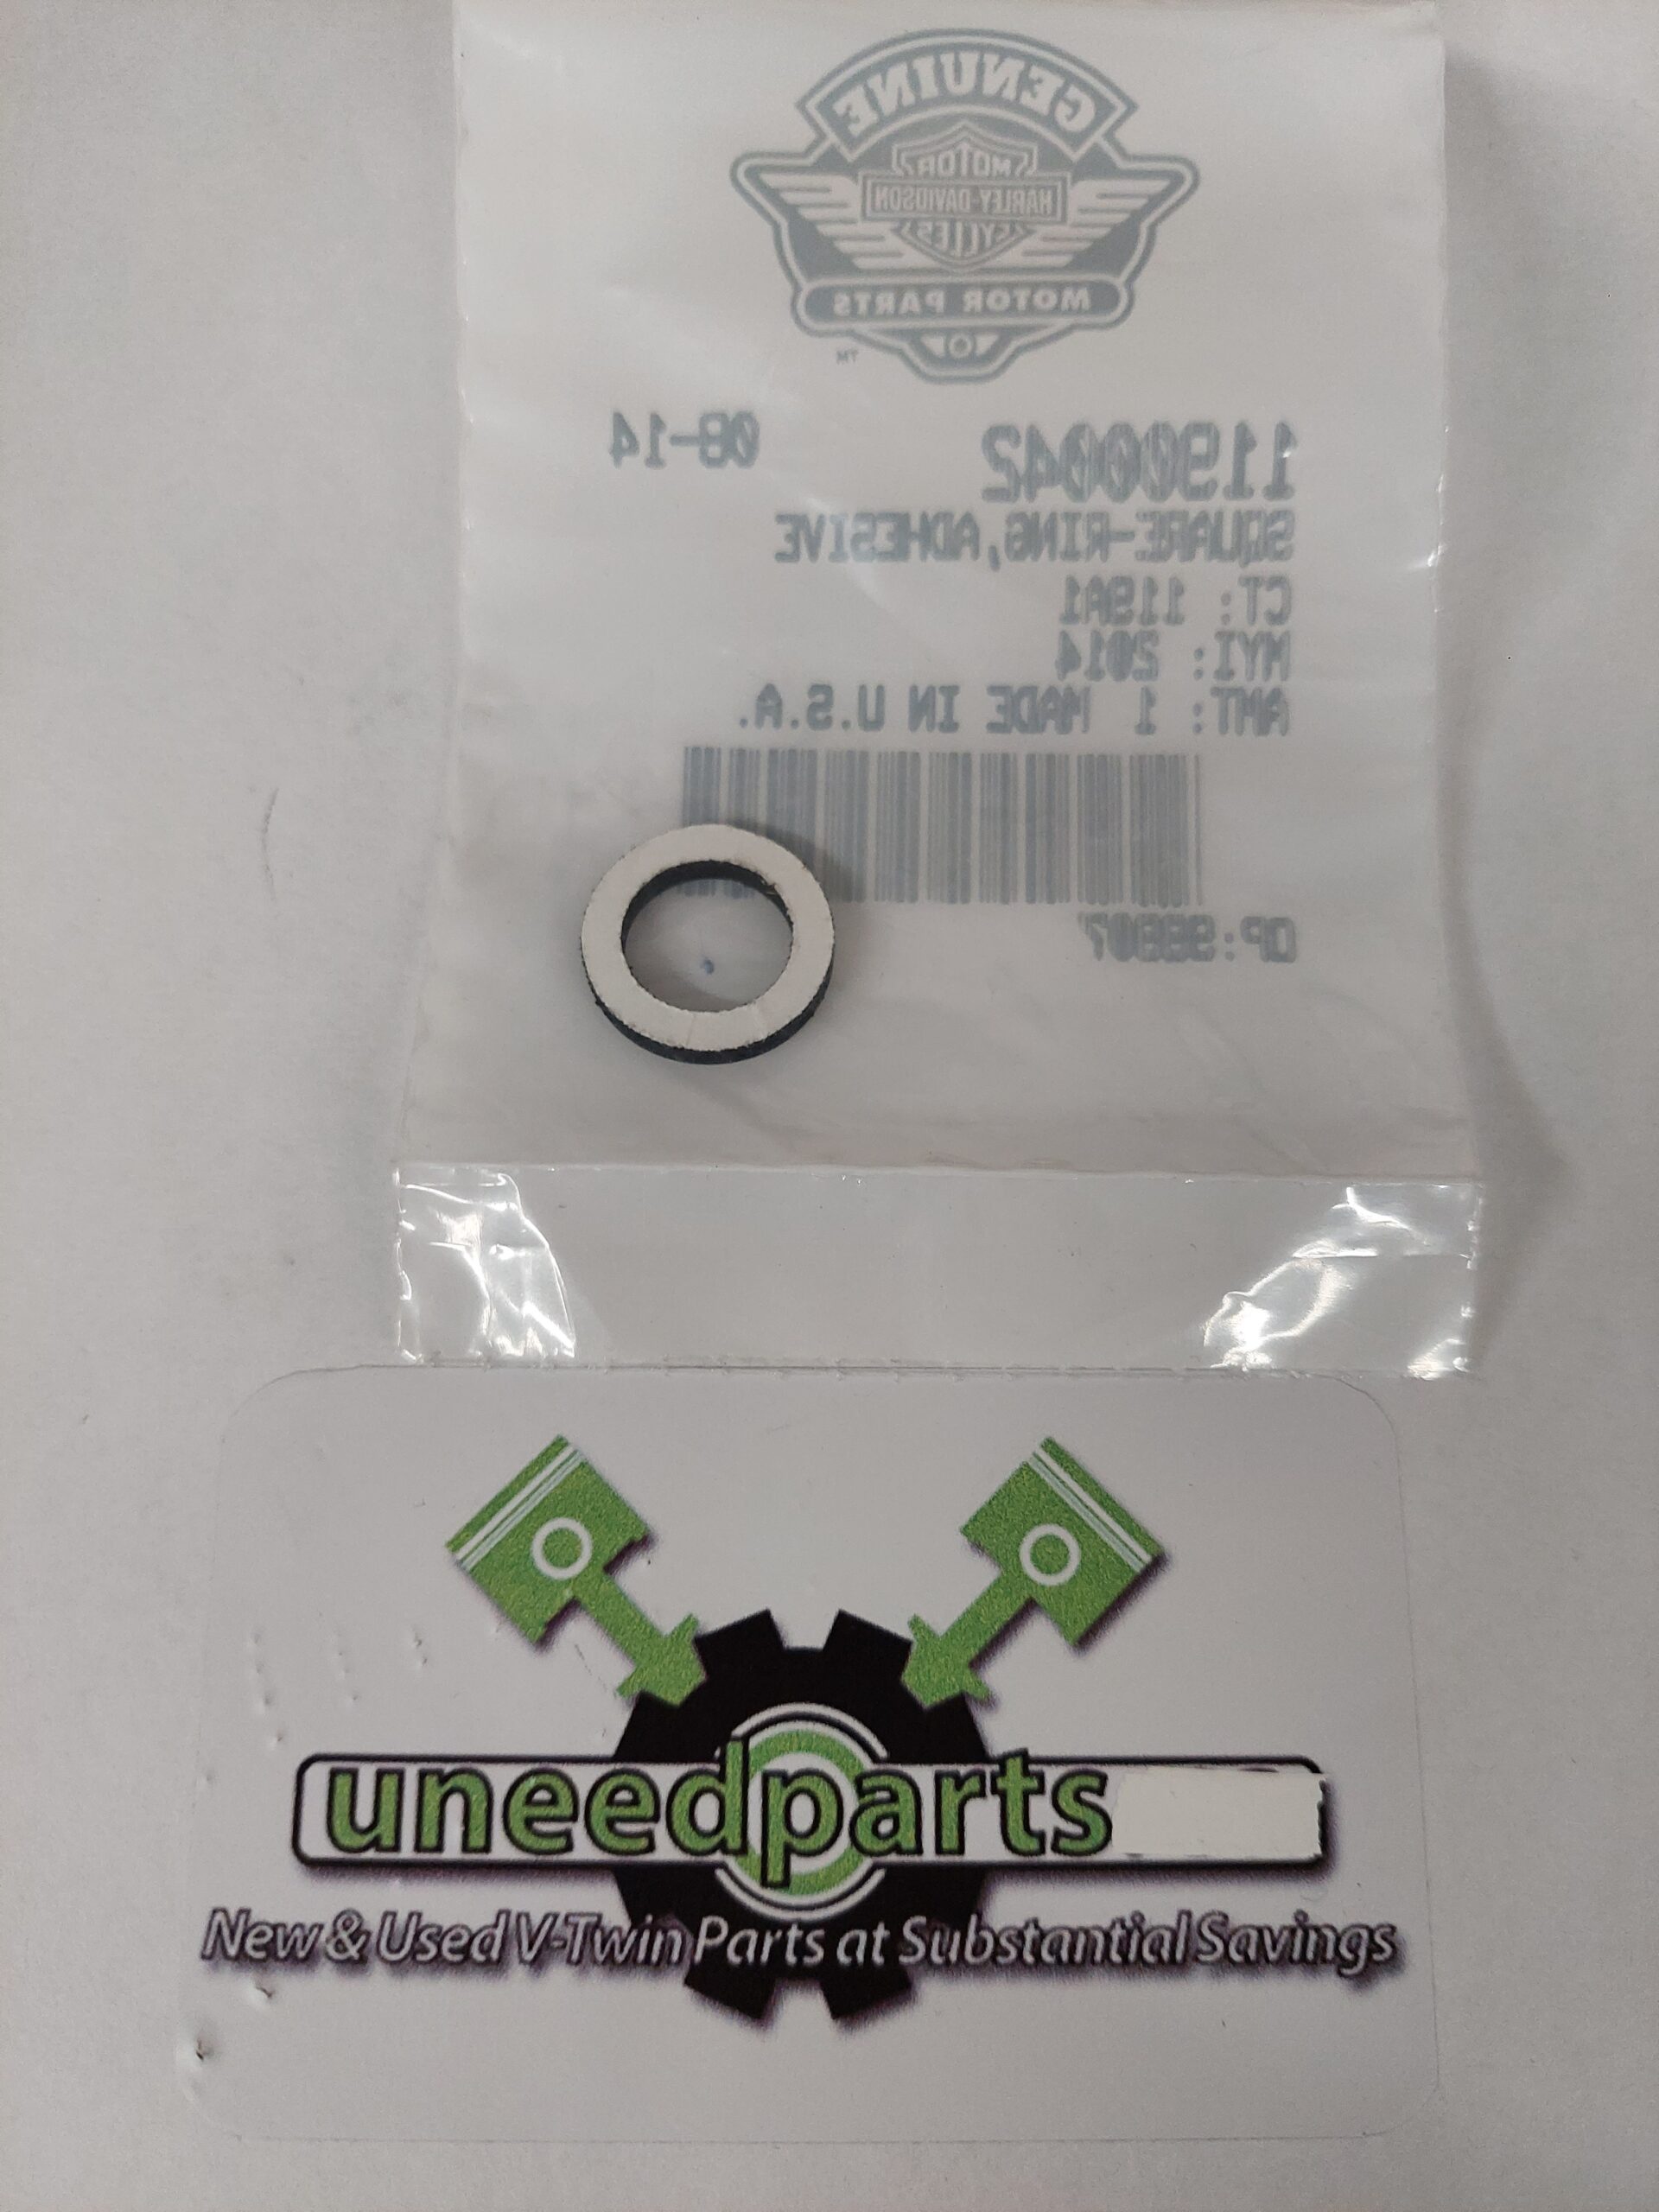 GENUINE
MOTOR
HARLEY-DAVIDSON
CYCLES
MOTOR PARTS
TM
11900042 08-14
SQUARE-RING,ADHESIVE
CT: 119A1
MYI: 2014
AMT: 1 MADE IN U.S.A.
uneedparts
New & Used V-Twin Parts at Substantial Savings